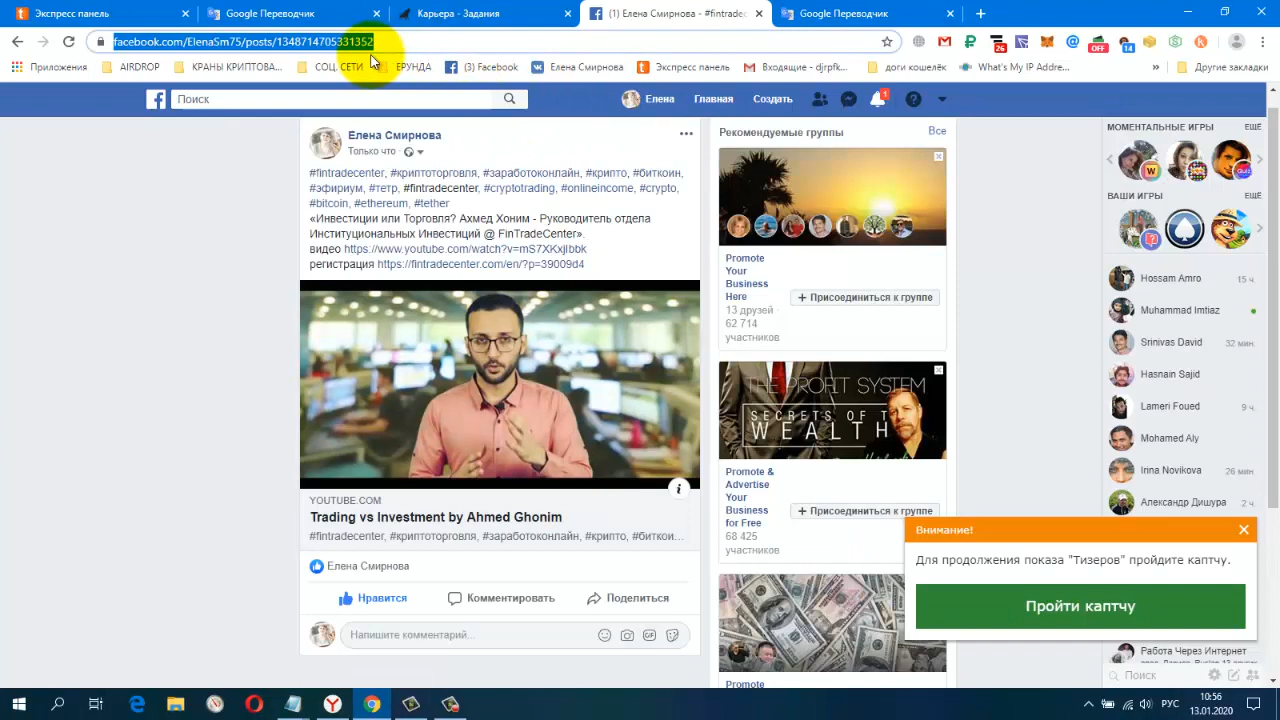 Экспресс панель
Google Переводчик
Карьера - Задания
(1) Елена Смирнова - #fintrade
Google Переводчик
facebook.com/ElenaSm75/posts/1348714705331352
26
OFF
14
Приложения
AIRDROP
КРАНЫ КРИПТОВА...
СОЦ. СЕТИ
ЕРУНДА
(3) Facebook
Елена Смирнова
Экспресс панель
Входящие - djrpfk...
доги кошелёк
What's My IP Addre...
»
Другие закладки
Поиск
Елена
Главная
Создать
1
Елена Смирнова
Только что
#fintradecenter, #криптоторговля, #заработоконлайн, #крипто, #биткоин,
#эфириум, #тетр, #fintradecenter, #cryptotrading, #onlineincome, #crypto,
#bitcoin, #ethereum, #tether
«Инвестиции или Торговля? Ахмед Хоним - Руководитель отдела
Институциональных Инвестиций @ FinTradeCenter».
видео https://www.youtube.com/watch?v=mS7XKxjIbbk
регистрация https://fintradecenter.com/en/?p=39009d4
YOUTUBE.COM
Trading vs Investment by Ahmed Ghonim
#fintradecenter, #криптоторговля, #заработоконлайн, #крипто, #биткои...
Елена Смирнова
Нравится
Комментировать
Поделиться
Напишите комментарий...
GIF
Рекомендуемые группы
Все
Promote
Your
Business
Here
13 друзей ·
62 714
участников
Присоединиться к группе
THE PROFIT SYSTEM
SECRETS OF T
WEALTH
Promote &
Advertise
Your
Business
for Free
68 425
участников
Присоединиться к группе
Promote
МОМЕНТАЛЬНЫЕ ИГРЫ
ЕЩЁ
ВАШИ ИГРЫ
ЕЩЁ
Hossam Amro
15 ч.
Muhammad Imtiaz
Srinivas David
32 мин.
Hasnain Sajid
Lameri Foued
9 ч.
Mohamed Aly
Irina Novikova
26 мин.
Александр Дишура
2 ч.
Внимание!
Для продолжения показа "Тизеров" пройдите каптчу.
Пройти каптчу
Работа Через Интернет
Поиск
РУС
10:56
13.01.2020